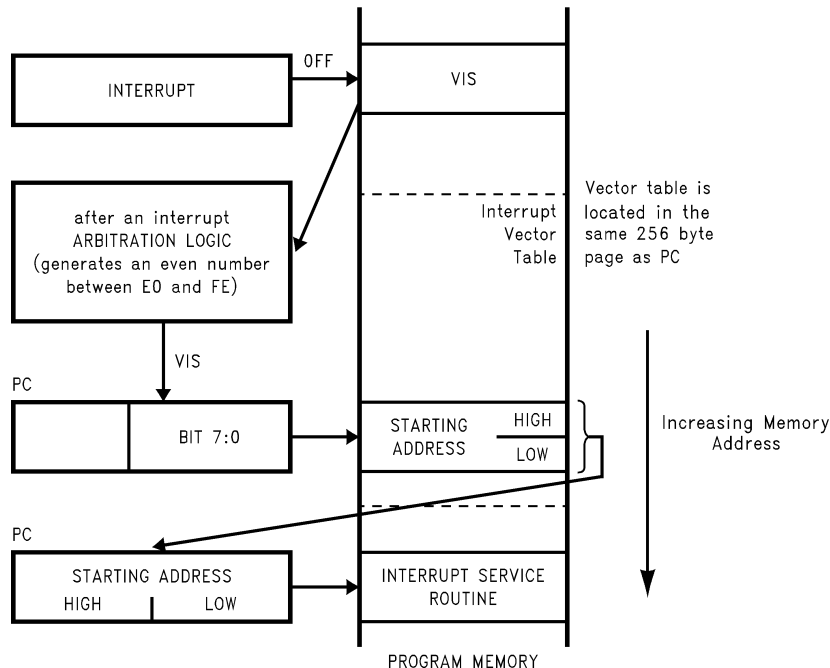 INTERRUPT
OFF
VIS
after an interrupt
ARBITRATION LOGIC
(generates an even number
between E0 and FE)
Interrupt
Vector
Table
Vector table is
located in the
same 256 byte
page as PC
VIS
PC
BIT 7:0
STARTING
ADDRESS
HIGH
LOW
Increasing Memory
Address
PC
STARTING ADDRESS
HIGH
LOW
INTERRUPT SERVICE
ROUTINE
PROGRAM MEMORY